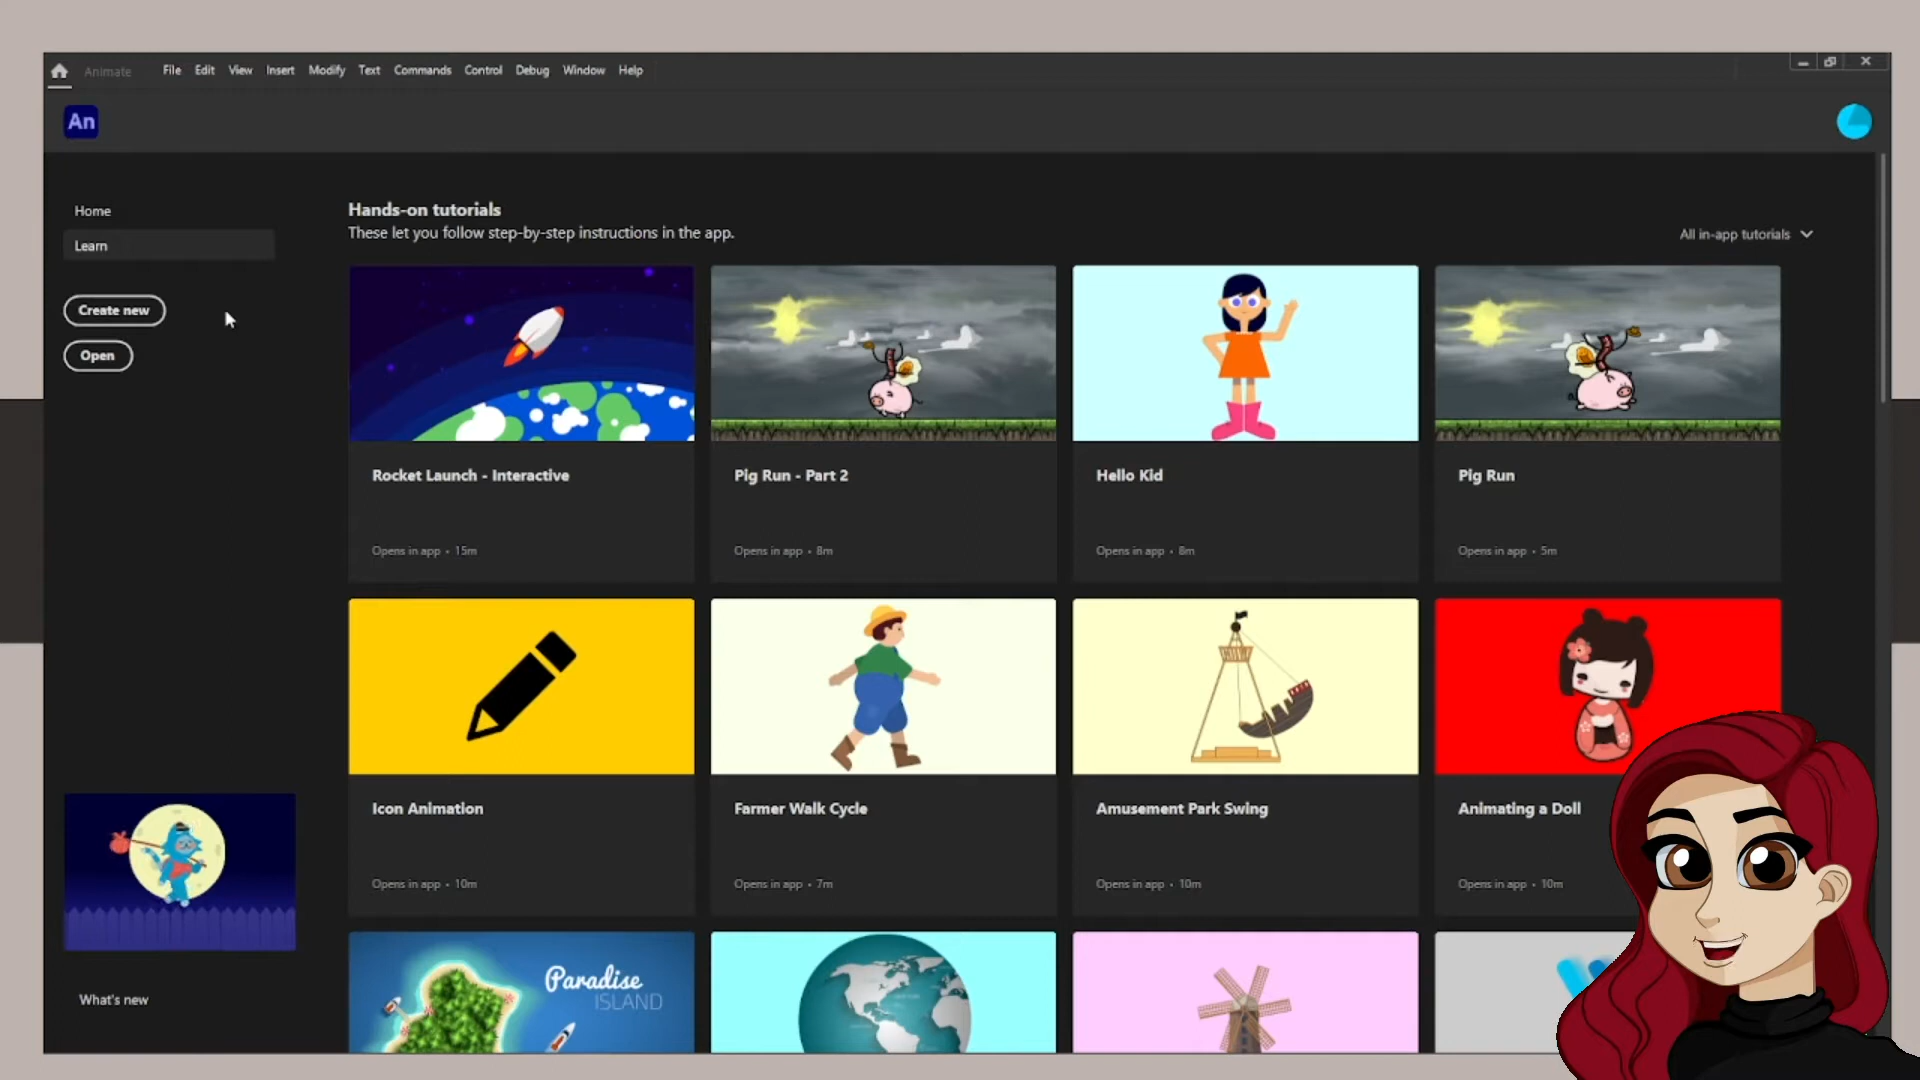 Animate File Edit View Insert Modify Text Commands Control Debug Window Help
An
Home
Learn
Create new
Open
What's new
Hands-on tutorials
These let you follow step-by-step instructions in the app.
All in-app tutorials
Rocket Launch - Interactive
Opens in app • 15m
Pig Run - Part 2
Opens in app • 8m
Hello Kid
Opens in app • 8m
Pig Run
Opens in app • 5m
Icon Animation
Opens in app • 10m
Farmer Walk Cycle
Opens in app • 7m
Amusement Park Swing
Opens in app • 10m
Animating a Doll
Opens in app • 10m
Paradise
ISLAND